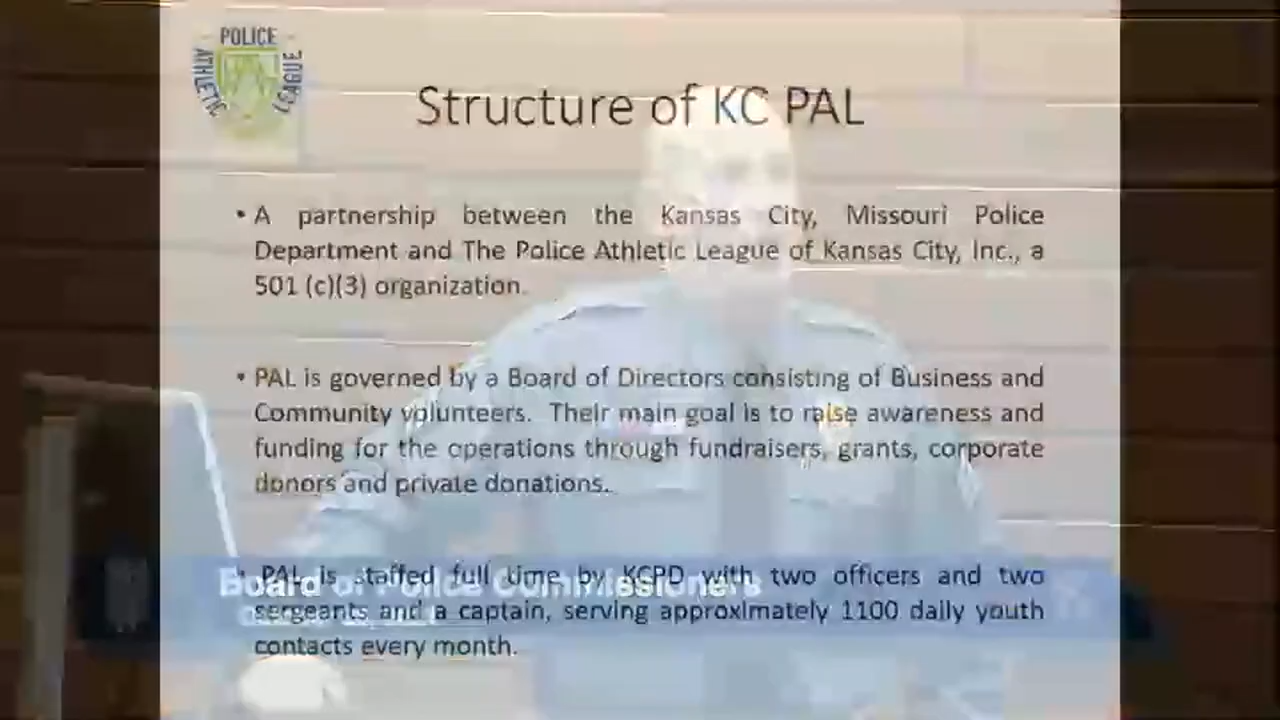 POLICE
ATHLETIC
LEAGUE
Structure of KC PAL
• A partnership between the Kansas City, Missouri Police
Department and The Police Athletic League of Kansas City, Inc., a
501 (c)(3) organization.
• PAL is governed by a Board of Directors consisting of Business and
Community volunteers. Their main goal is to raise awareness and
funding for the operations through fundraisers, grants, corporate
donors and private donations.
• PAL is staffed full time by KCPD with two officers and two
sergeants and a captain, serving approximately 1100 daily youth
contacts every month.
Board of Police Commissioners